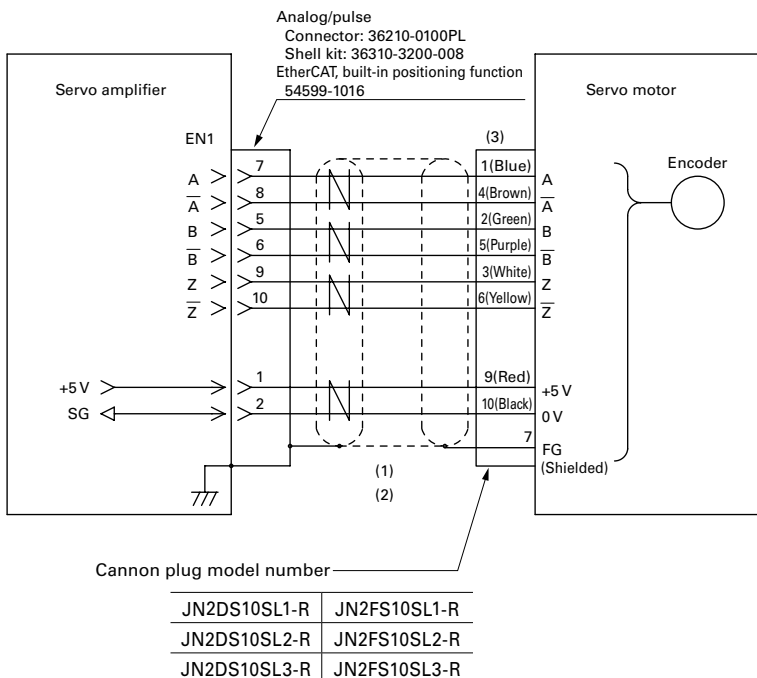 Analog/pulse
Connector: 36210-0100PL
Shell kit: 36310-3200-008
EtherCAT, built-in positioning function
54599-1016
Servo amplifier
Servo motor
EN1
(3)
Encoder
A 7 1(Blue) A
A̅ 8 4(Brown) A̅
B 5 2(Green) B
B̅ 6 5(Purple) B̅
Z 9 3(White) Z
Z̅ 10 6(Yellow) Z̅
+5 V 1 9(Red) +5 V
SG 2 10(Black) 0 V
7 FG
(Shielded)
(1)
(2)
Cannon plug model number
JN2DS10SL1-R JN2FS10SL1-R
JN2DS10SL2-R JN2FS10SL2-R
JN2DS10SL3-R JN2FS10SL3-R